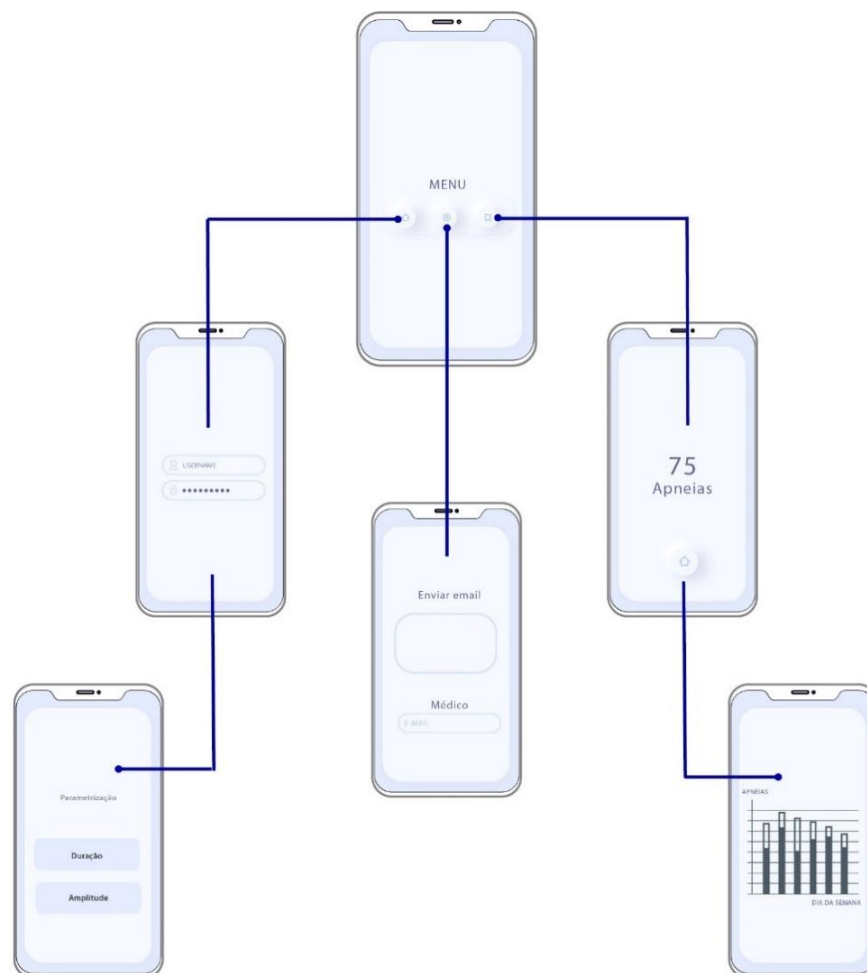 MENU
USERNAME
75
Apneias
Enviar email
Médico
E-MAIL
Parametrização
Duração
Amplitude
APNEIAS
DIA DA SEMANA